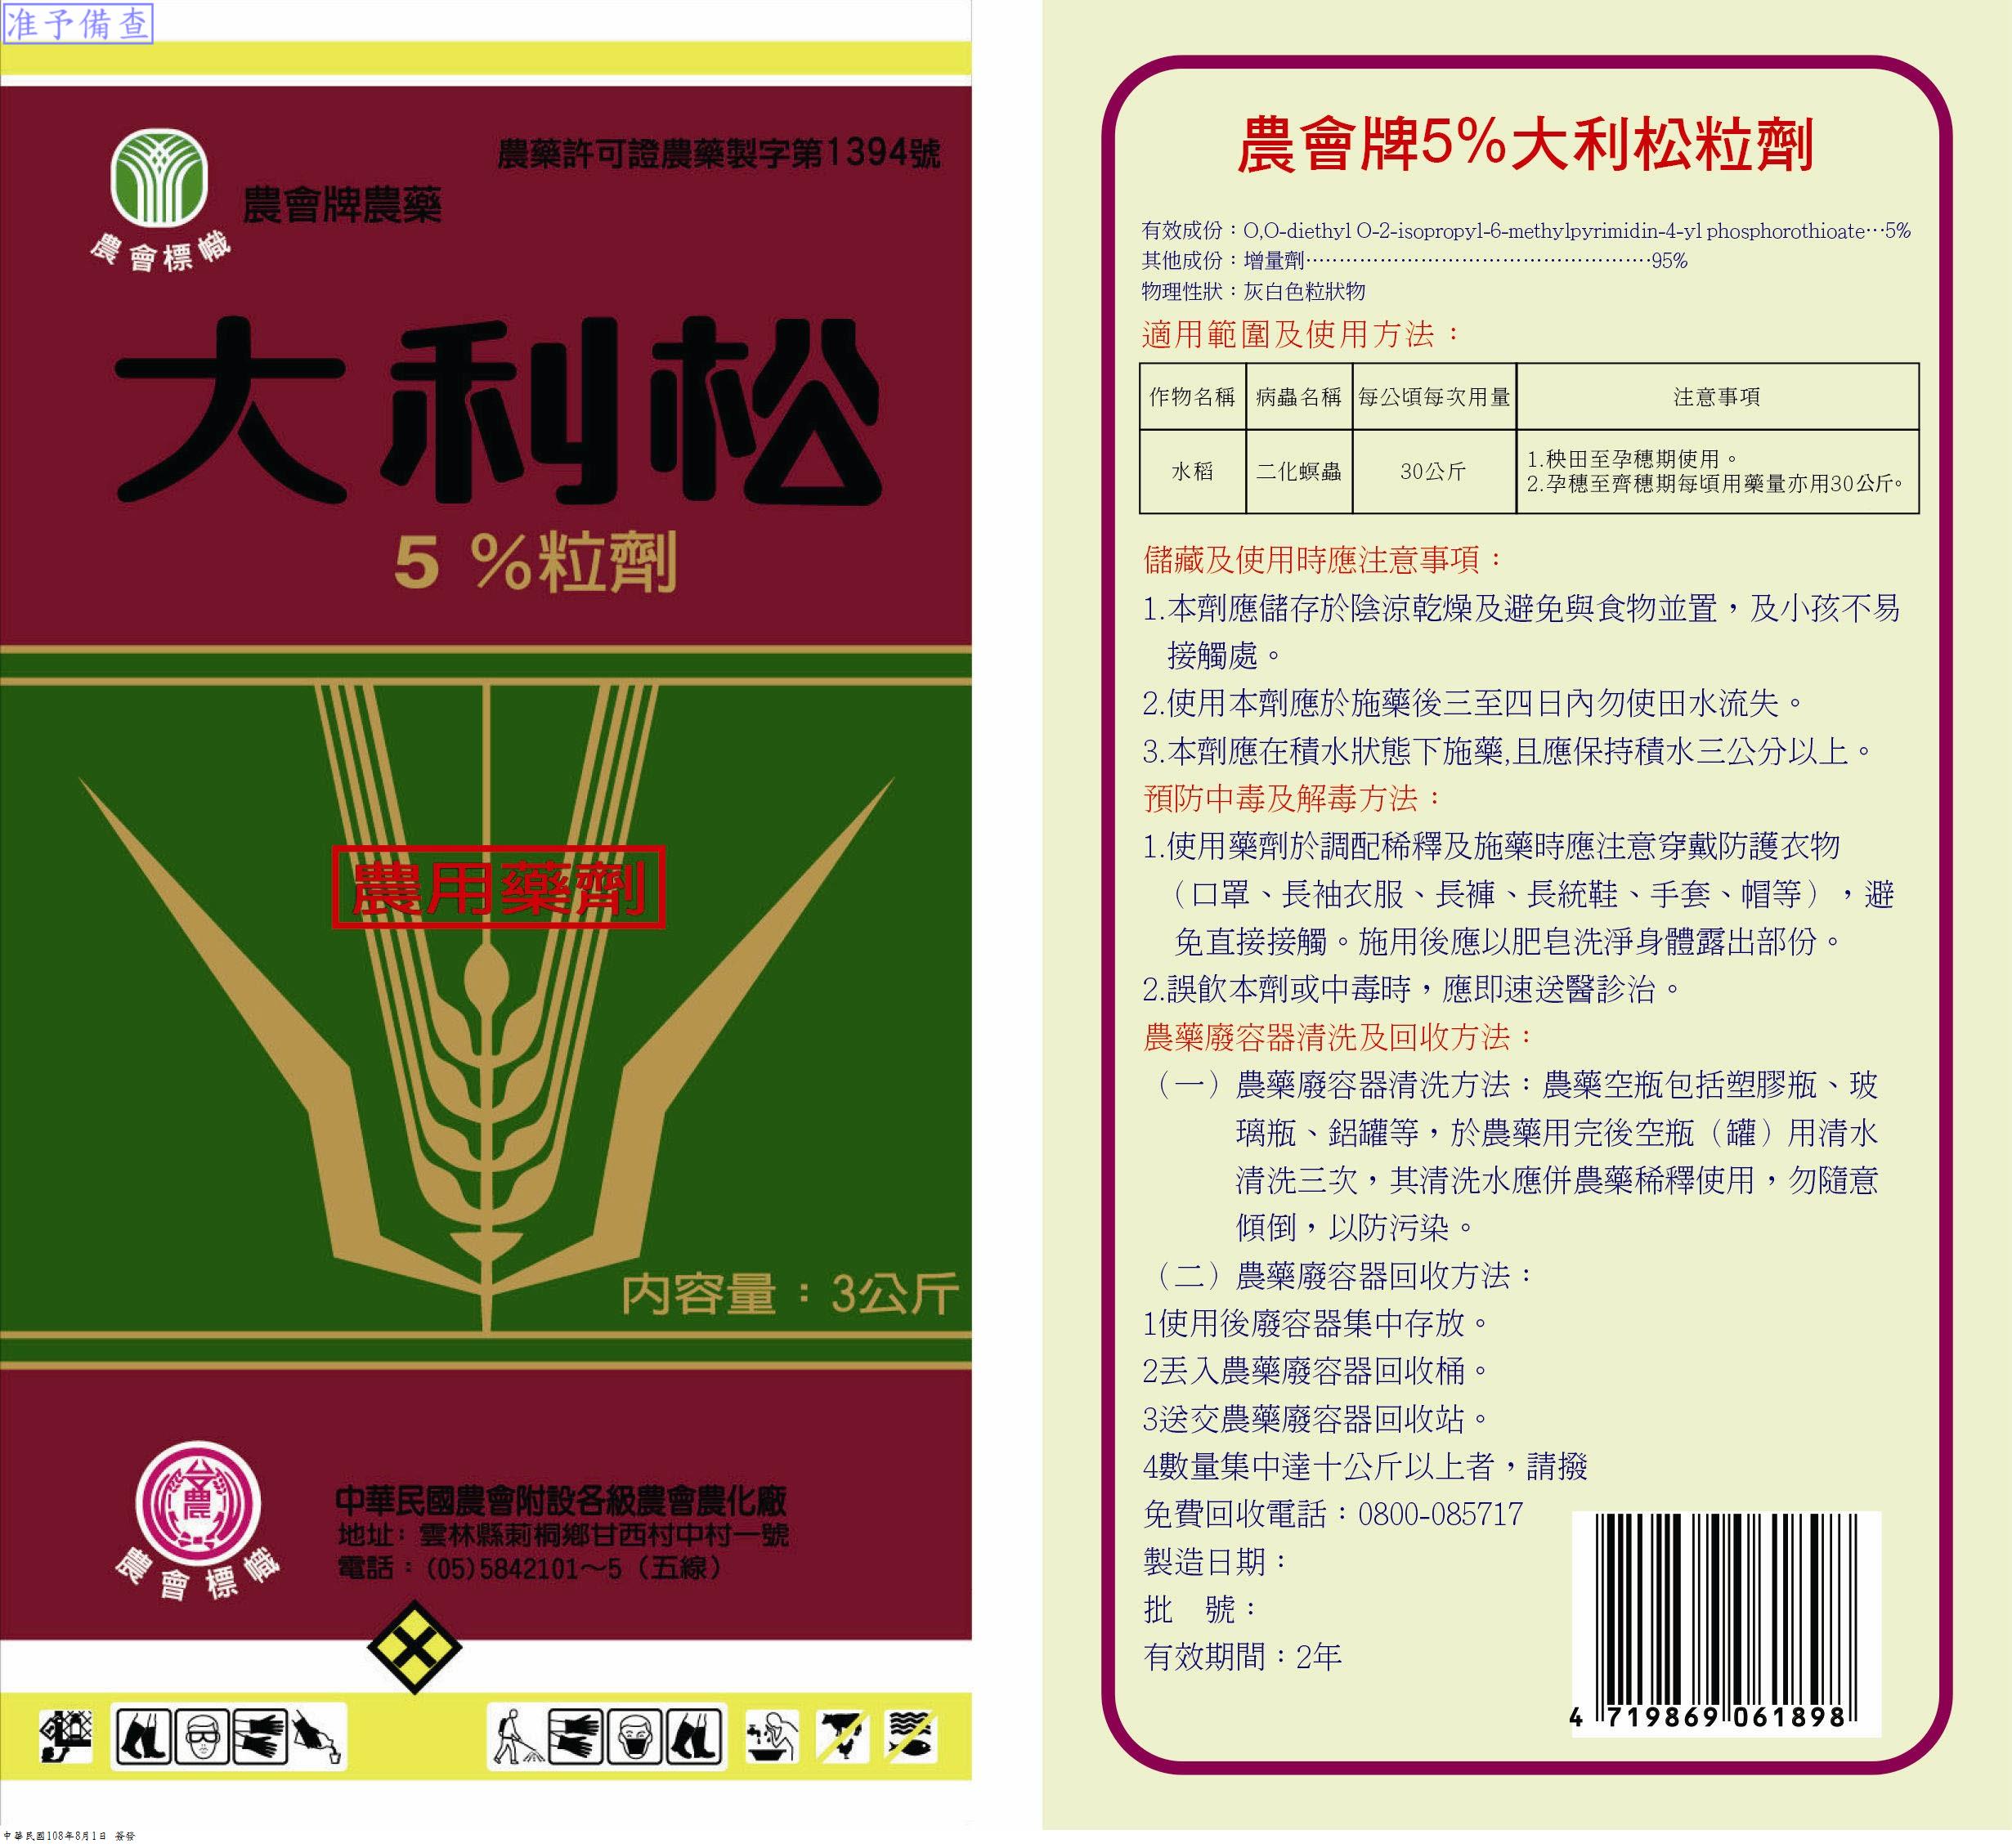 准予備查
農會標幟
農會牌農藥
農藥許可證農藥製字第1394號
大利松
5 %粒劑
農用藥劑
內容量：3公斤
台農
農會標幟
中華民國農會附設各級農會農化廠
地址：雲林縣莿桐鄉甘西村中村一號
電話：(05)5842101～5（五線）
中華民國108年8月1日 簽發
農會牌5%大利松粒劑
有效成份：O,O-diethyl O-2-isopropyl-6-methylpyrimidin-4-yl phosphorothioate…5%
其他成份：增量劑……………………………………………95%
物理性狀：灰白色粒狀物
適用範圍及使用方法：
作物名稱 病蟲名稱 每公頃每次用量 注意事項
水稻 二化螟蟲 30公斤 1.秧田至孕穗期使用。
2.孕穗至齊穗期每頃用藥量亦用30公斤。
儲藏及使用時應注意事項：
1.本劑應儲存於陰涼乾燥及避免與食物並置，及小孩不易
接觸處。
2.使用本劑應於施藥後三至四日內勿使田水流失。
3.本劑應在積水狀態下施藥,且應保持積水三公分以上。
預防中毒及解毒方法：
1.使用藥劑於調配稀釋及施藥時應注意穿戴防護衣物
（口罩、長袖衣服、長褲、長統鞋、手套、帽等），避
免直接接觸。施用後應以肥皂洗淨身體露出部份。
2.誤飲本劑或中毒時，應即速送醫診治。
農藥廢容器清洗及回收方法：
（一）農藥廢容器清洗方法：農藥空瓶包括塑膠瓶、玻
璃瓶、鋁罐等，於農藥用完後空瓶（罐）用清水
清洗三次，其清洗水應併農藥稀釋使用，勿隨意
傾倒，以防污染。
（二）農藥廢容器回收方法：
1使用後廢容器集中存放。
2丟入農藥廢容器回收桶。
3送交農藥廢容器回收站。
4數量集中達十公斤以上者，請撥
免費回收電話：0800-085717
製造日期：
批　號：
有效期間：2年
4 719869 061898